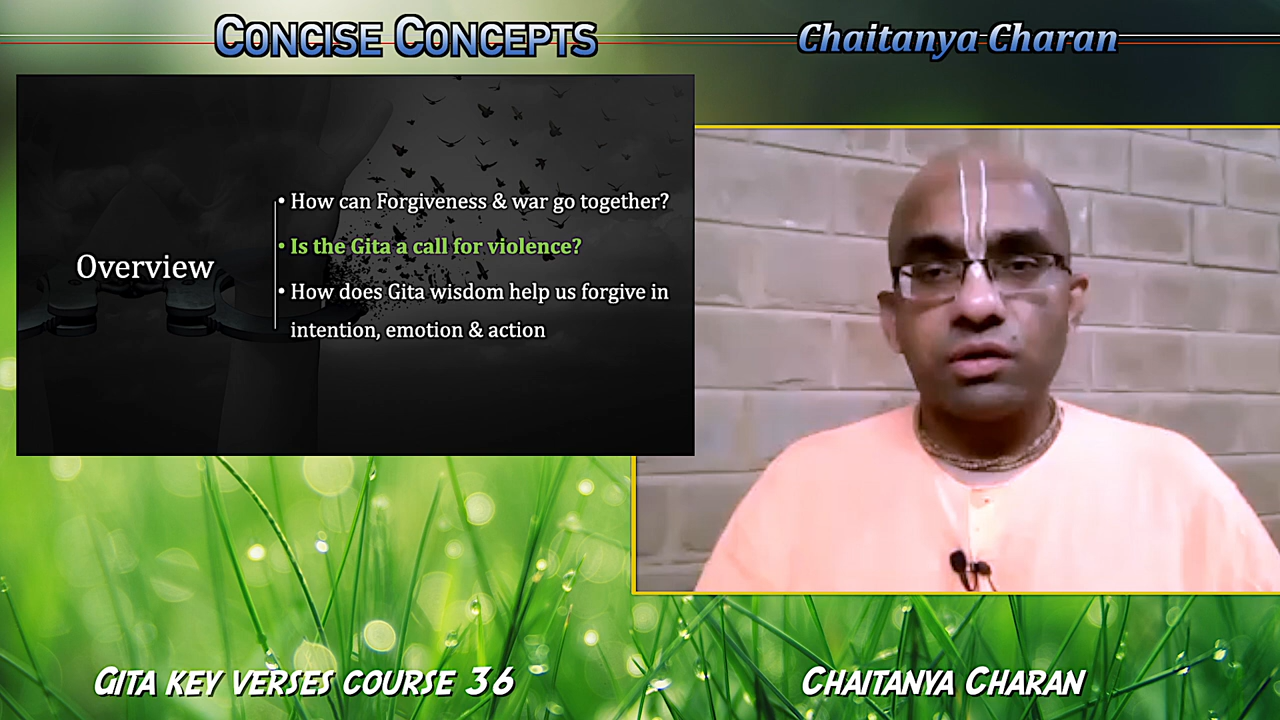 CONCISE CONCEPTS
Chaitanya Charan
Overview
• How can Forgiveness & war go together?
• Is the Gita a call for violence?
• How does Gita wisdom help us forgive in
intention, emotion & action
GITA KEY VERSES COURSE 36
CHAITANYA CHARAN